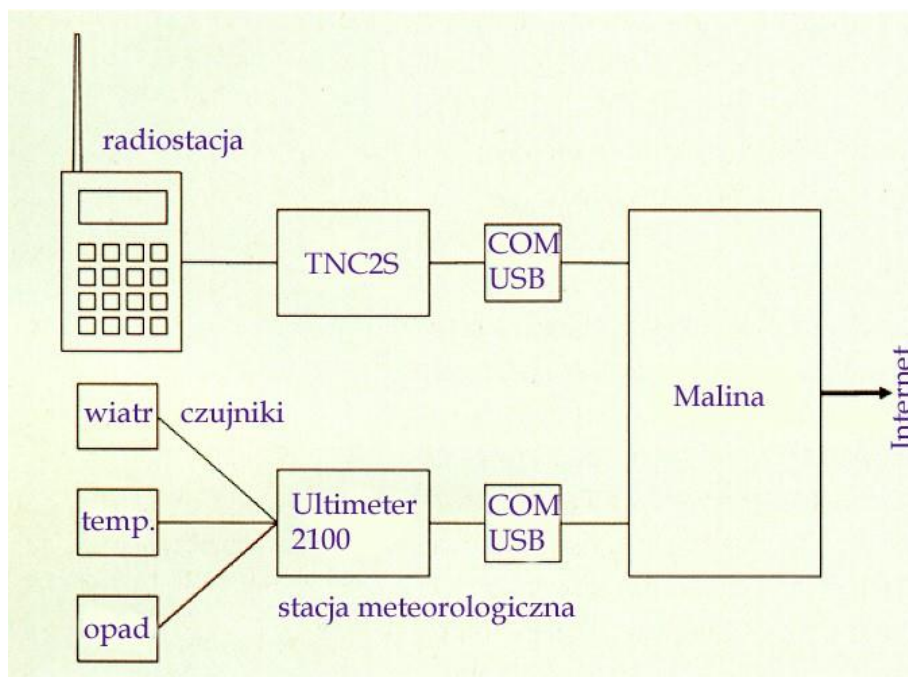 radiostacja
TNC2S
COM
USB
Malina
Internet
wiatr
czujniki
temp.
opad
Ultimeter
2100
COM
USB
stacja meteorologiczna